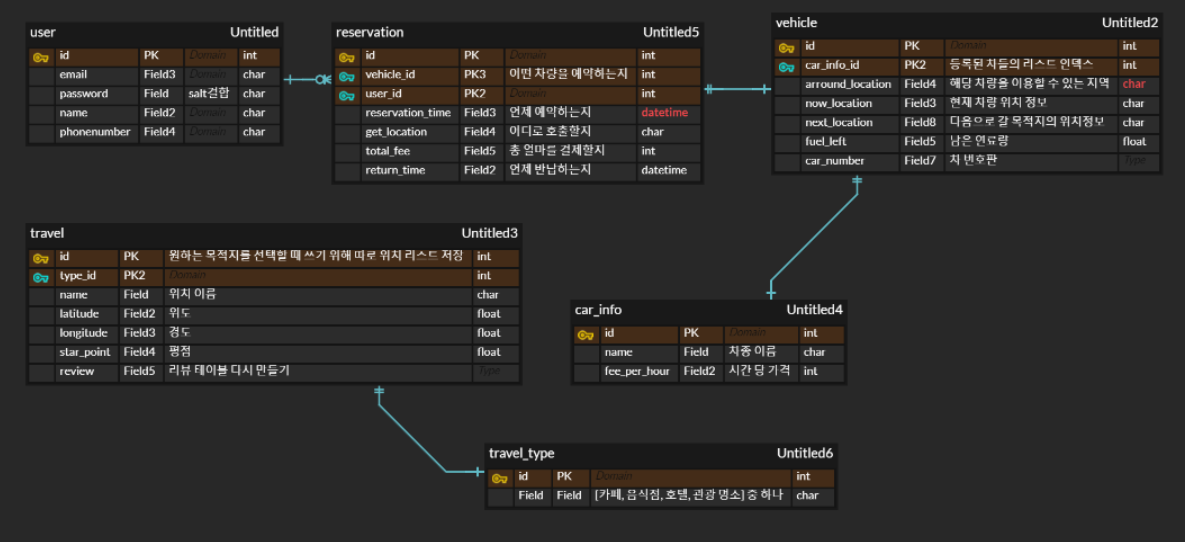 user Untitled
id PK Domain int
email Field3 Domain char
password Field salt결합 char
name Field2 Domain char
phonenumber Field4 Domain char
reservation Untitled5
id PK Domain int
vehicle_id PK3 어떤 차량을 예약하는지 int
user_id PK2 Domain int
reservation_time Field3 언제 예약하는지 datetime
get_location Field4 어디로 호출할지 char
total_fee Field5 총 얼마를 결제할지 int
return_time Field2 언제 반납하는지 datetime
vehicle Untitled2
id PK Domain int
car_info_id PK2 등록된 차들의 리스트 인덱스 int
arround_location Field4 해당 차량을 이용할 수 있는 지역 char
now_location Field3 현재 차량 위치 정보 char
next_location Field8 다음으로 갈 목적지의 위치정보 char
fuel_left Field5 남은 연료량 float
car_number Field7 차 번호판 Type
travel Untitled3
id PK 원하는 목적지를 선택할 때 쓰기 위해 따로 위치 리스트 저장 int
type_id PK2 Domain int
name Field 위치 이름 char
latitude Field2 위도 float
longitude Field3 경도 float
star_point Field4 평점 float
review Field5 리뷰 테이블 다시 만들기 Type
car_info Untitled4
id PK Domain int
name Field 차종 이름 char
fee_per_hour Field2 시간 당 가격 int
travel_type Untitled6
id PK Domain int
Field Field [카페, 음식점, 호텔, 관광 명소] 중 하나 char